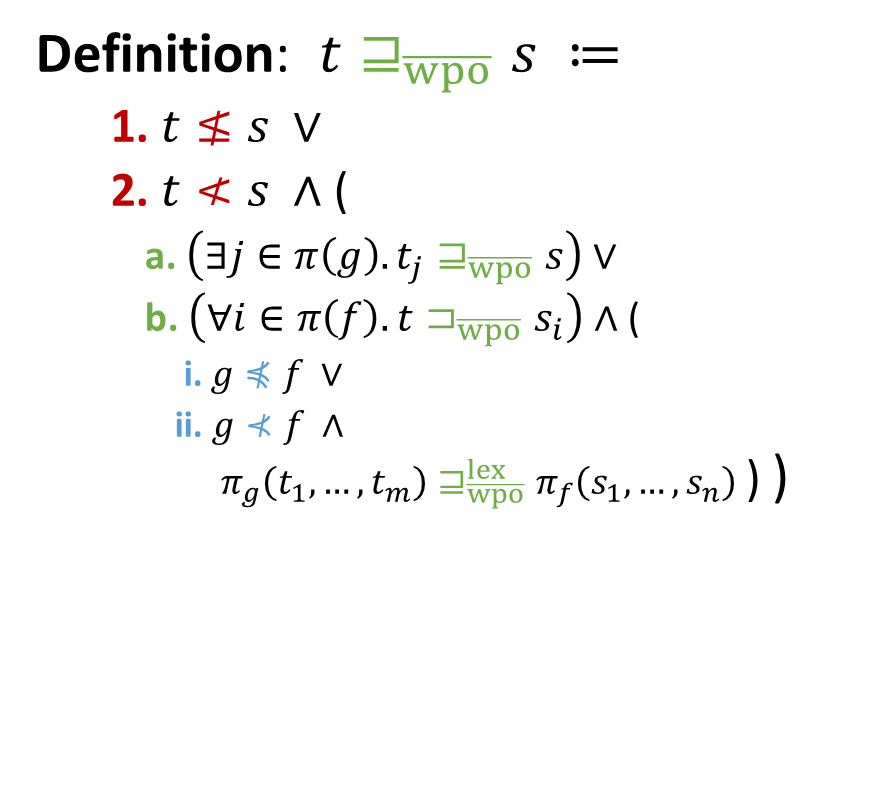 Definition: t ⊒_{\overline{wpo}} s ≔
1. t ≰ s ∨
2. t ≮ s ∧ (
a. (∃j ∈ π(g). t_j ⊒_{\overline{wpo}} s) ∨
b. (∀i ∈ π(f). t ⊐_{\overline{wpo}} s_i) ∧ (
i. g ⋠ f ∨
ii. g ⊀ f ∧
π_g(t_1, … , t_m) ⊒^{lex}_{\overline{wpo}} π_f(s_1, … , s_n) ) )